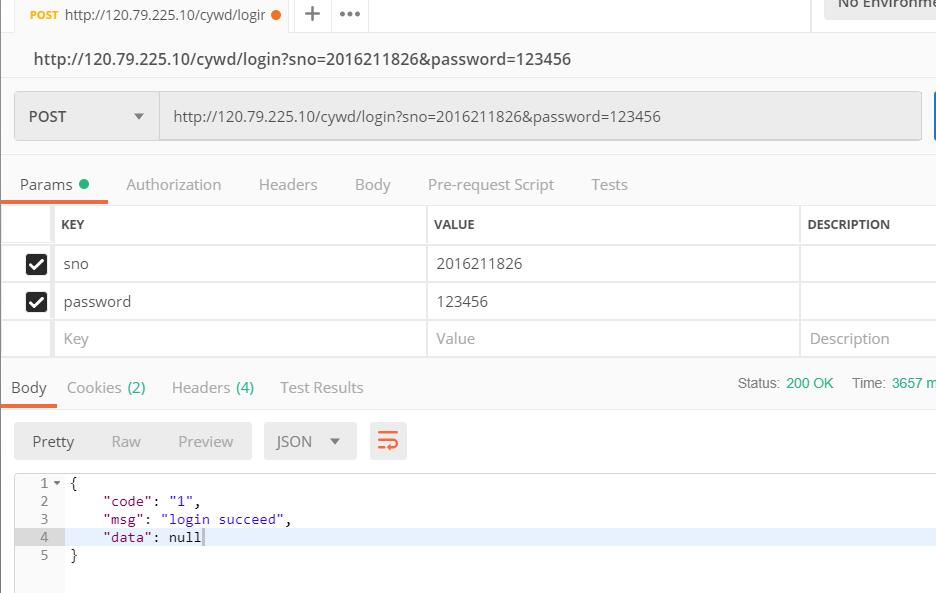 POST http://120.79.225.10/cywd/login
No Environme
http://120.79.225.10/cywd/login?sno=2016211826&password=123456
POST http://120.79.225.10/cywd/login?sno=2016211826&password=123456
Params Authorization Headers Body Pre-request Script Tests
KEY VALUE DESCRIPTION
sno 2016211826
password 123456
Key Value Description
Body Cookies (2) Headers (4) Test Results Status: 200 OK Time: 3657 m
Pretty Raw Preview JSON
1 {
2 "code": "1",
3 "msg": "login succeed",
4 "data": null
5 }